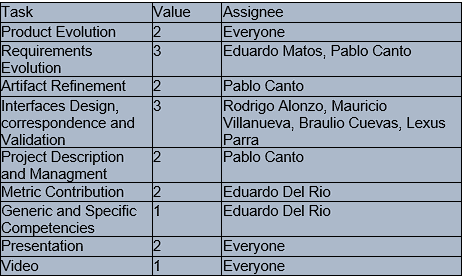 Task Value Assignee
Product Evolution 2 Everyone
Requirements 3 Eduardo Matos, Pablo Canto
Evolution
Artifact Refinement 2 Pablo Canto
Interfaces Design, 3 Rodrigo Alonzo, Mauricio
correspondence and Villanueva, Braulio Cuevas, Lexus
Validation Parra
Project Description 2 Pablo Canto
and Managment
Metric Contribution 2 Eduardo Del Rio
Generic and Specific 1 Eduardo Del Rio
Competencies
Presentation 2 Everyone
Video 1 Everyone